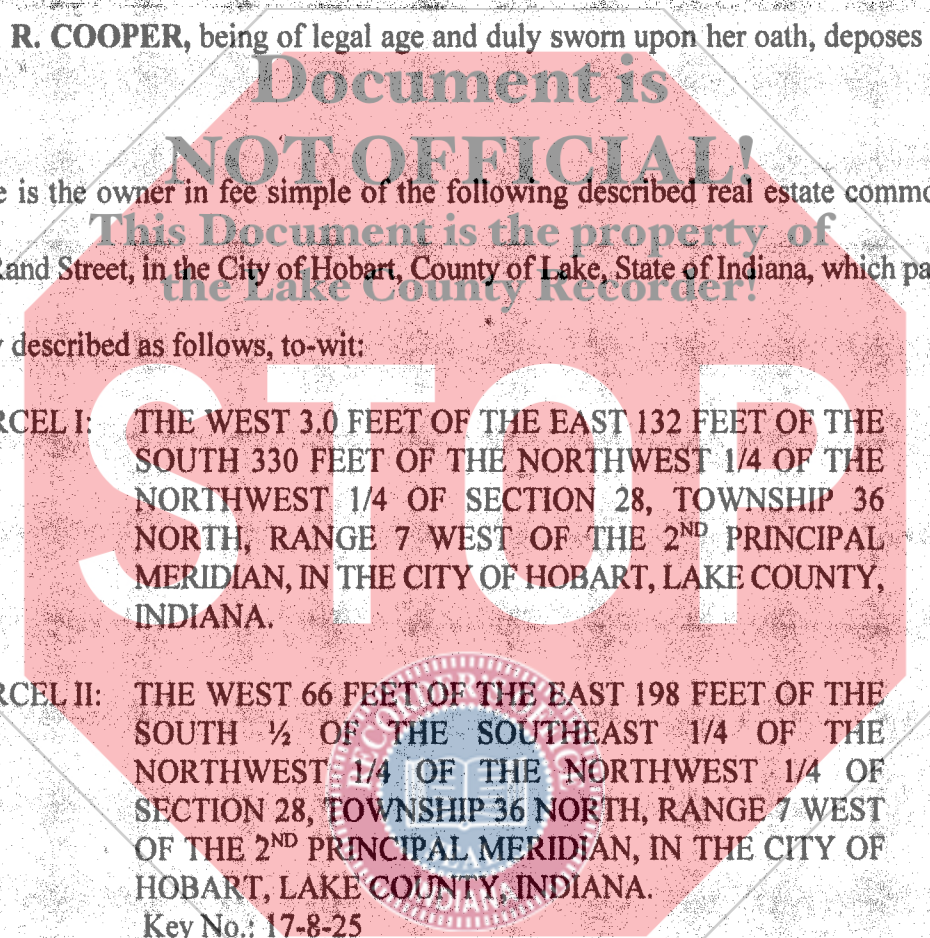 R. COOPER, being of legal age and duly sworn upon her oath, deposes
Document is
NOT OFFICIAL!
e is the owner in fee simple of the following described real estate commo
This Document is the property of
Rand Street, in the City of Hobart, County of Lake, State of Indiana, which pa
the Lake County Recorder!
y described as follows, to-wit:
STOP
RCEL I: THE WEST 3.0 FEET OF THE EAST 132 FEET OF THE
SOUTH 330 FEET OF THE NORTHWEST 1/4 OF THE
NORTHWEST 1/4 OF SECTION 28, TOWNSHIP 36
NORTH, RANGE 7 WEST OF THE 2ND PRINCIPAL
MERIDIAN, IN THE CITY OF HOBART, LAKE COUNTY,
INDIANA.
RCEL II: THE WEST 66 FEET OF THE EAST 198 FEET OF THE
SOUTH ½ OF THE SOUTHEAST 1/4 OF THE
NORTHWEST 1/4 OF THE NORTHWEST 1/4 OF
SECTION 28, TOWNSHIP 36 NORTH, RANGE 7 WEST
OF THE 2ND PRINCIPAL MERIDIAN, IN THE CITY OF
HOBART, LAKE COUNTY, INDIANA.
Key No.: 17-8-25
INDIANA